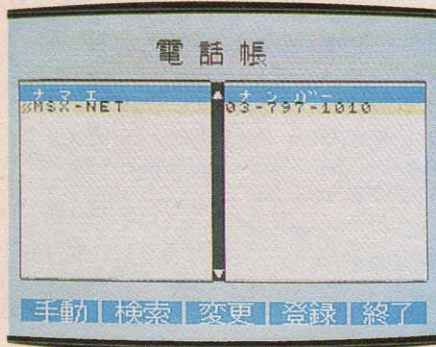 電話帳
ナマエ ナンバー
※MSX-NET 03-797-1010
手動 検索 変更 登録 終了